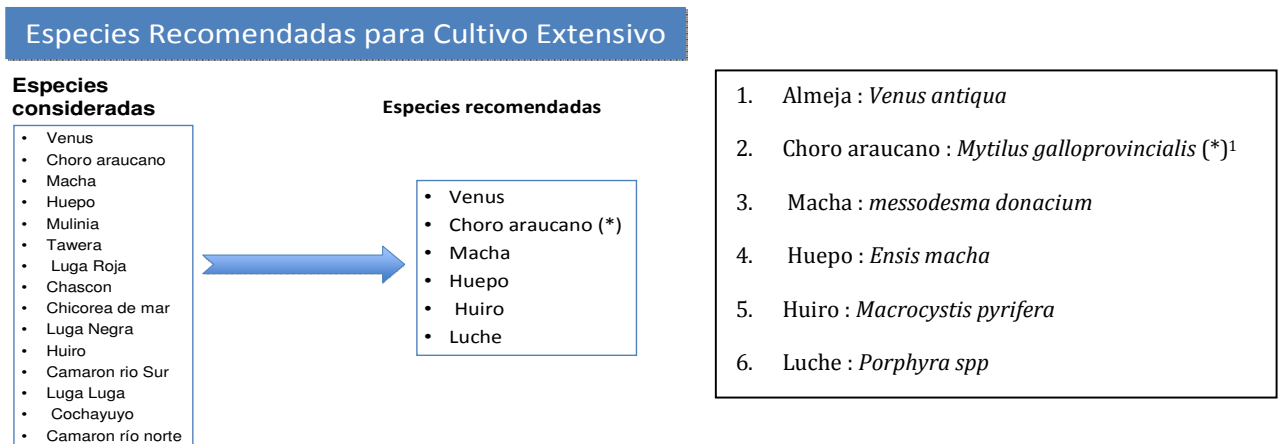 Especies Recomendadas para Cultivo Extensivo
Especies
consideradas
• Venus
• Choro araucano
• Macha
• Huepo
• Mulinia
• Tawera
• Luga Roja
• Chascon
• Chicorea de mar
• Luga Negra
• Huiro
• Camaron rio Sur
• Luga Luga
• Cochayuyo
• Camaron río norte
Especies recomendadas
• Venus
• Choro araucano (*)
• Macha
• Huepo
• Huiro
• Luche
1. Almeja : Venus antiqua
2. Choro araucano : Mytilus galloprovincialis (*)¹
3. Macha : messodesma donacium
4. Huepo : Ensis macha
5. Huiro : Macrocystis pyrifera
6. Luche : Porphyra spp